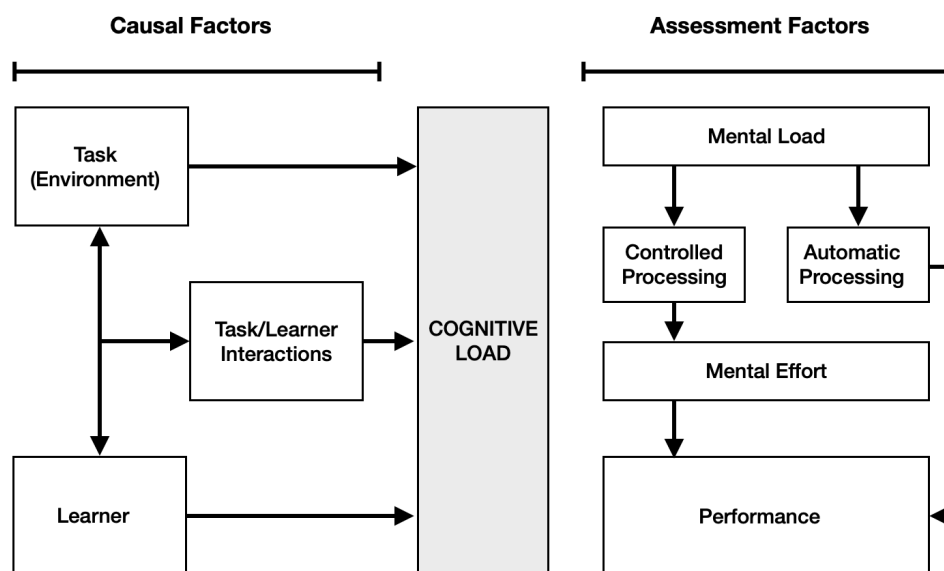 Causal Factors
Assessment Factors
Task
(Environment)
Mental Load
Controlled
Processing
Automatic
Processing
Task/Learner
Interactions
COGNITIVE
LOAD
Mental Effort
Learner
Performance